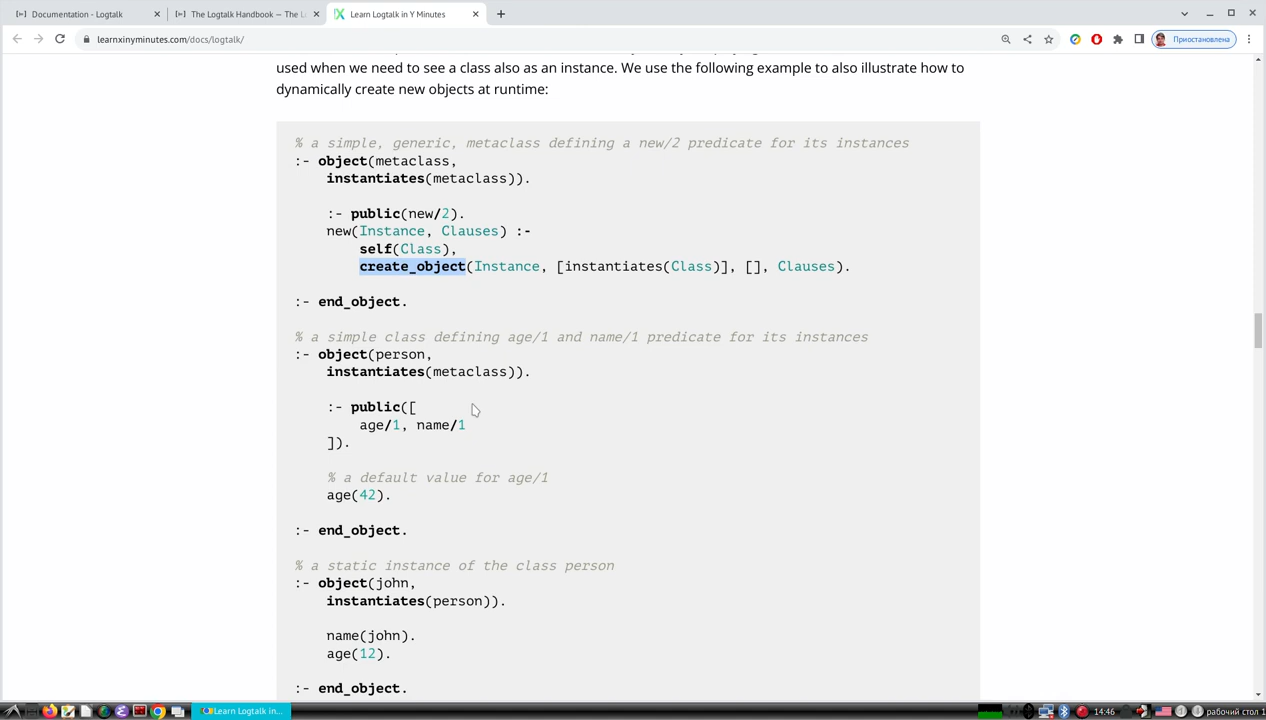 Documentation - Logtalk
The Logtalk Handbook — The L
Learn Logtalk in Y Minutes
learnxinyminutes.com/docs/logtalk/
Приостановлена
used when we need to see a class also as an instance. We use the following example to also illustrate how to
dynamically create new objects at runtime:
% a simple, generic, metaclass defining a new/2 predicate for its instances
:- object(metaclass,
instantiates(metaclass)).
:- public(new/2).
new(Instance, Clauses) :-
self(Class),
create_object(Instance, [instantiates(Class)], [], Clauses).
:- end_object.
% a simple class defining age/1 and name/1 predicate for its instances
:- object(person,
instantiates(metaclass)).
:- public([
age/1, name/1
]).
% a default value for age/1
age(42).
:- end_object.
% a static instance of the class person
:- object(john,
instantiates(person)).
name(john).
age(12).
:- end_object.
Learn Logtalk in...
14:46
рабочий стол 1